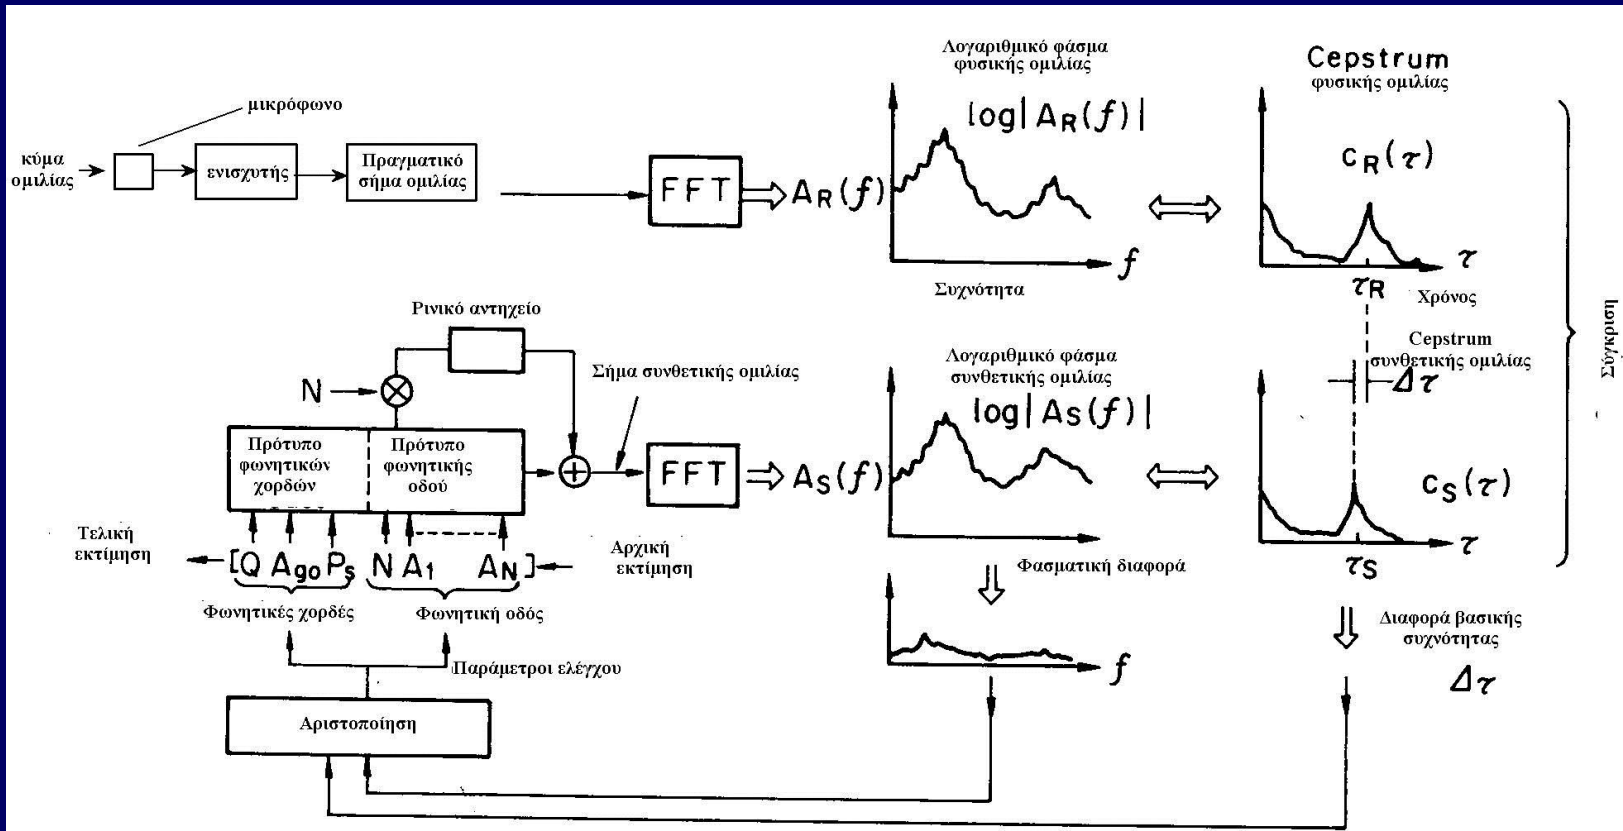 μικρόφωνο
κύμα
ομιλίας
ενισχυτής
Πραγματικό
σήμα ομιλίας
FFT
A_R(f)
Λογαριθμικό φάσμα
φυσικής ομιλίας
log|A_R(f)|
f
Συχνότητα
Cepstrum
φυσικής ομιλίας
c_R(τ)
τ
τ_R
Χρόνος
Σύγκριση
Ρινικό αντηχείο
N
Σήμα συνθετικής ομιλίας
Πρότυπο
φωνητικών
χορδών
Πρότυπο
φωνητικής
οδού
FFT
A_S(f)
Λογαριθμικό φάσμα
συνθετικής ομιλίας
log|A_S(f)|
Cepstrum
συνθετικής ομιλίας
Δτ
c_S(τ)
τ
τ_S
Τελική
εκτίμηση
[Q A_go P_s N A_1 A_N]
Αρχική
εκτίμηση
Φωνητικές χορδές
Φωνητική οδός
Φασματική διαφορά
f
Διαφορά βασικής
συχνότητας
Δτ
Παράμετροι ελέγχου
Αριστοποίηση